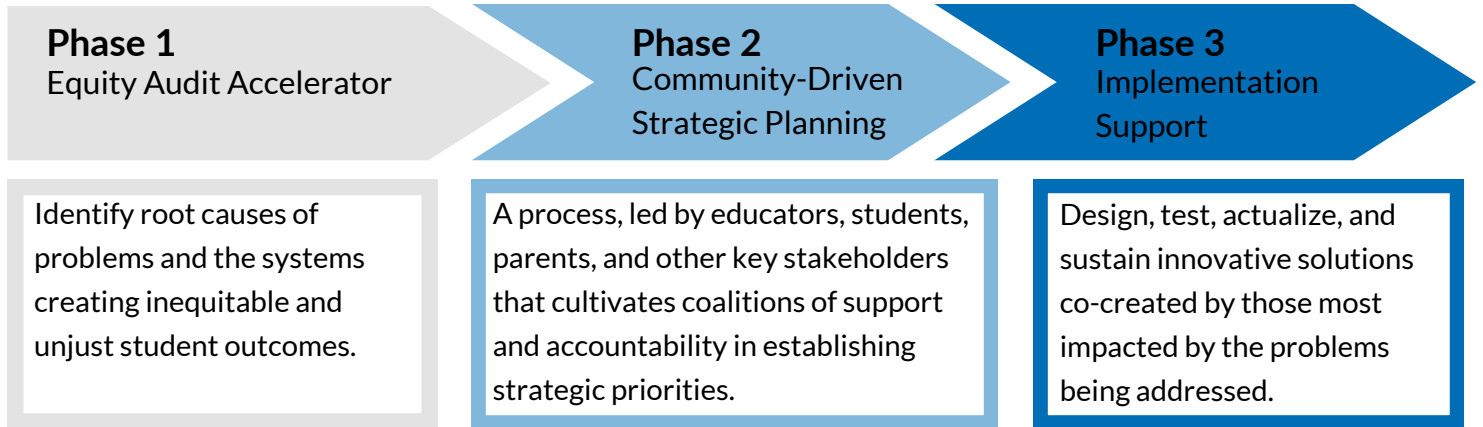 Phase 1
Equity Audit Accelerator
Phase 2
Community-Driven
Strategic Planning
Phase 3
Implementation
Support
Identify root causes of
problems and the systems
creating inequitable and
unjust student outcomes.
A process, led by educators, students,
parents, and other key stakeholders
that cultivates coalitions of support
and accountability in establishing
strategic priorities.
Design, test, actualize, and
sustain innovative solutions
co-created by those most
impacted by the problems
being addressed.